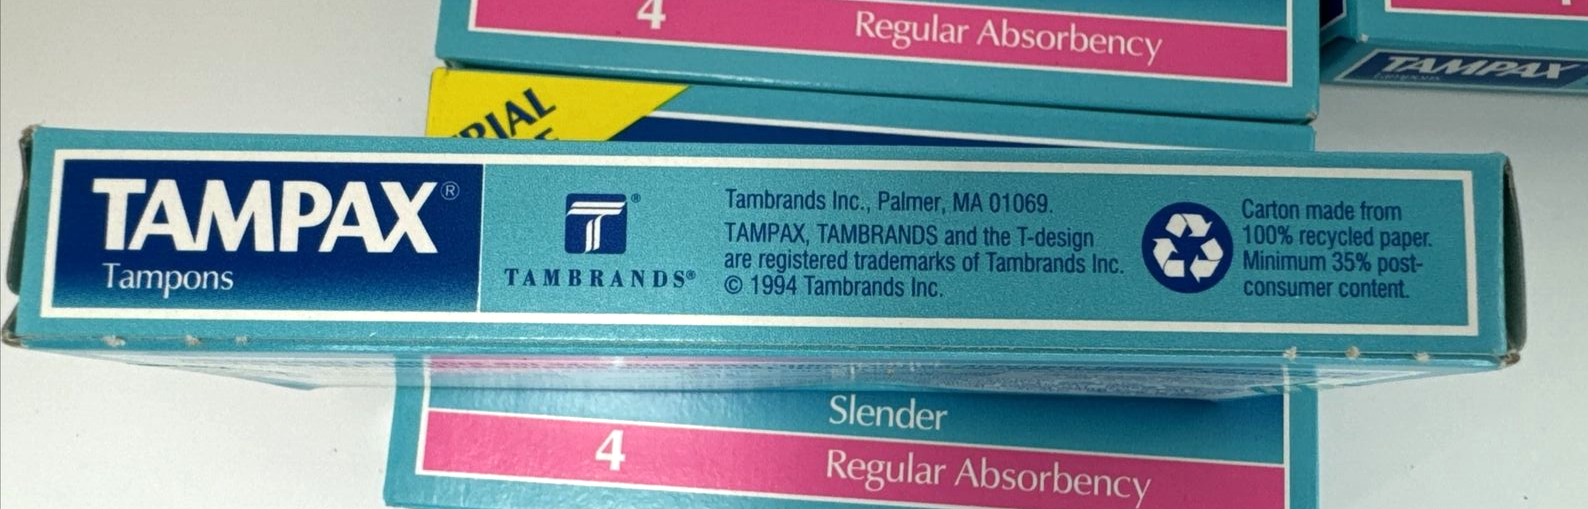 4 Regular Absorbency
TAMPAX
TRIAL
TAMPAX®
Tampons
T®
TAMBRANDS®
Tambrands Inc., Palmer, MA 01069.
TAMPAX, TAMBRANDS and the T-design
are registered trademarks of Tambrands Inc.
© 1994 Tambrands Inc.
Carton made from
100% recycled paper.
Minimum 35% post-
consumer content.
Slender
4 Regular Absorbency